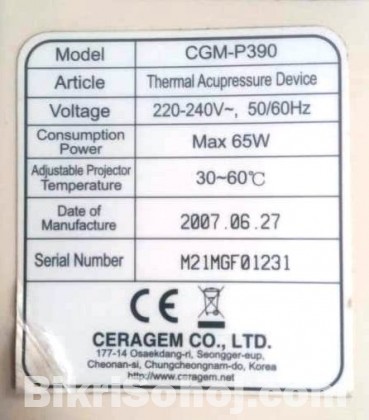 Model CGM-P390
Article Thermal Acupressure Device
Voltage 220-240V~, 50/60Hz
Consumption Power Max 65W
Adjustable Projector Temperature 30~60℃
Date of Manufacture 2007.06.27
Serial Number M21MGF01231
CE
CERAGEM CO., LTD.
177-14 Osaekdang-ri, Seongger-eup,
Cheonan-si, Chungcheongnam-do, Korea
http://www.ceragem.net
Bikrisohoj.com